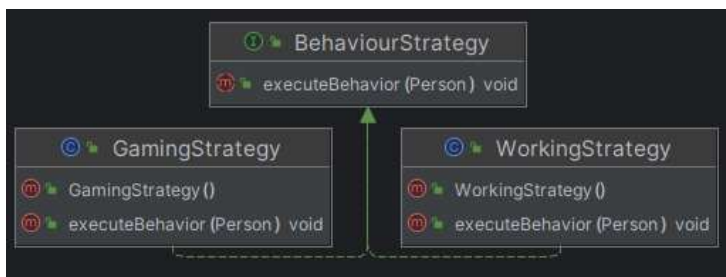 BehaviourStrategy
executeBehavior(Person) void
GamingStrategy
GamingStrategy()
executeBehavior(Person) void
WorkingStrategy
WorkingStrategy()
executeBehavior(Person) void